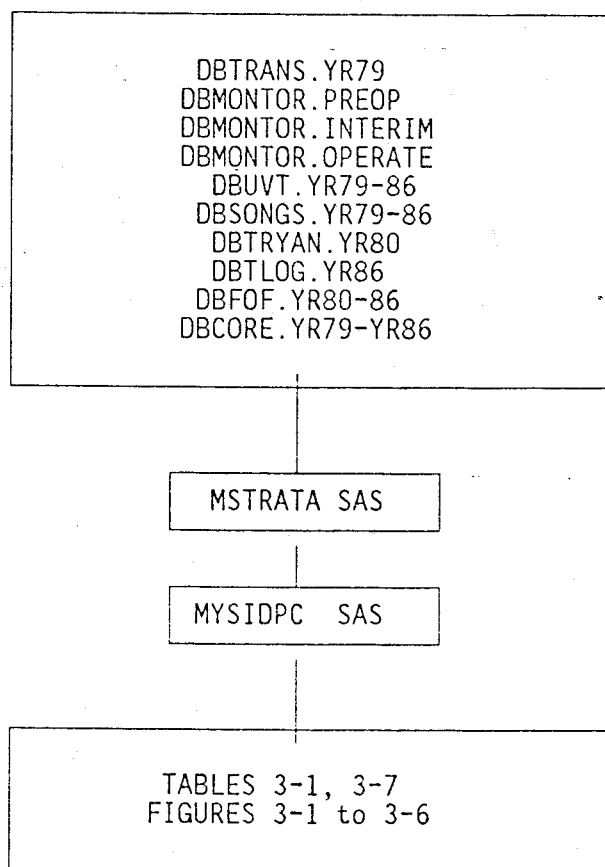 DBTRANS.YR79
DBMONTOR.PREOP
DBMONTOR.INTERIM
DBMONTOR.OPERATE
DBUVT.YR79-86
DBSONGS.YR79-86
DBTRYAN.YR80
DBTLOG.YR86
DBFOF.YR80-86
DBCORE.YR79-YR86
MSTRATA SAS
MYSIDPC SAS
TABLES 3-1, 3-7
FIGURES 3-1 to 3-6